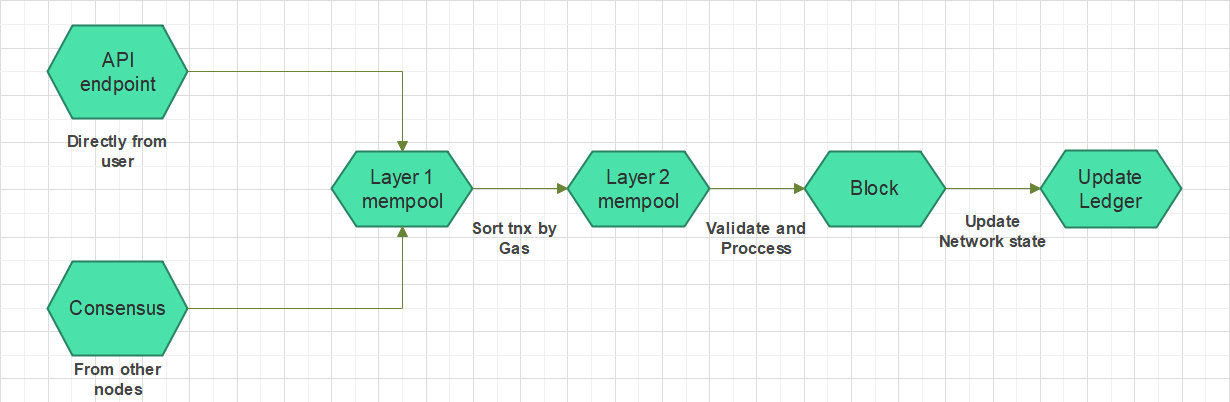 API
endpoint
Directly from
user
Layer 1
mempool
Sort tnx by
Gas
Layer 2
mempool
Validate and
Proccess
Block
Update
Network state
Update
Ledger
Consensus
From other
nodes